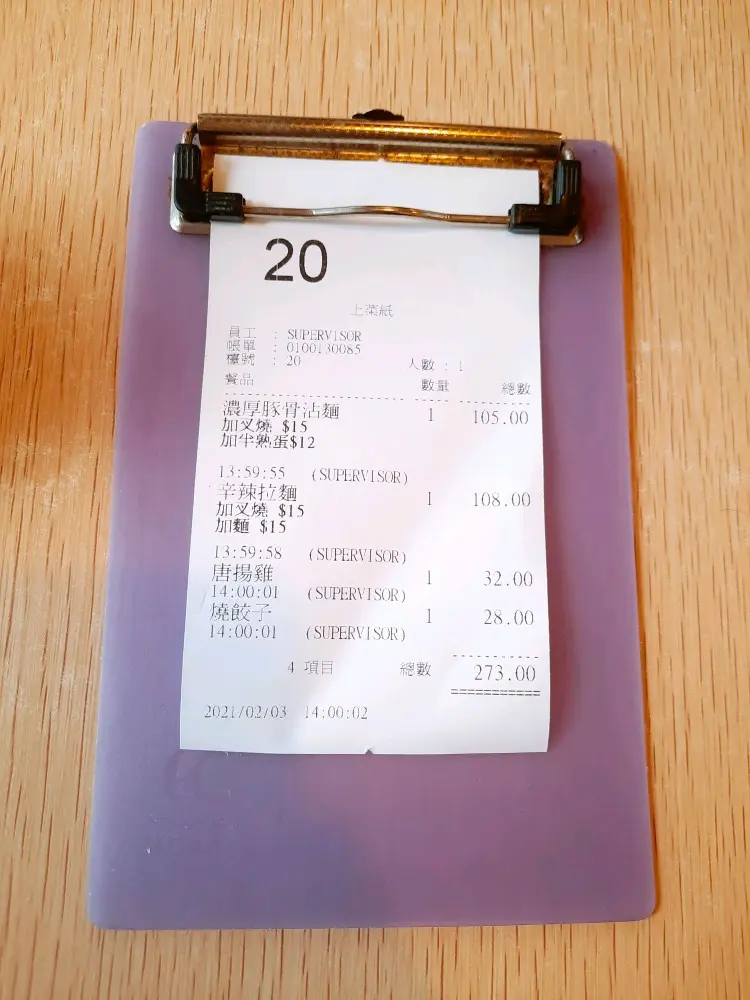 20
上菜紙
員工 : SUPERVISOR
帳單 : 0100130085
檯號 : 20 人數 : 1
餐品 數量 總數
濃厚豚骨沾麵 1 105.00
加叉燒 $15
加半熟蛋$12
13:59:55 (SUPERVISOR)
辛辣拉麵 1 108.00
加叉燒 $15
加麵 $15
13:59:58 (SUPERVISOR)
唐揚雞 1 32.00
14:00:01 (SUPERVISOR)
燒餃子 1 28.00
14:00:01 (SUPERVISOR)
4 項目 總數 273.00
2021/02/03 14:00:02